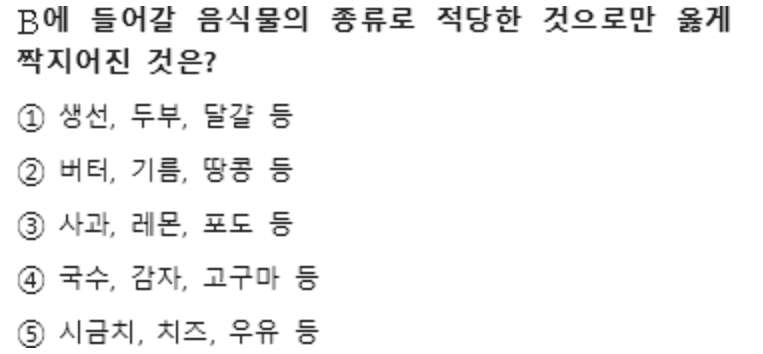 B에 들어갈 음식물의 종류로 적당한 것으로만 옳게
짝지어진 것은?
① 생선, 두부, 달걀 등
② 버터, 기름, 땅콩 등
③ 사과, 레몬, 포도 등
④ 국수, 감자, 고구마 등
⑤ 시금치, 치즈, 우유 등